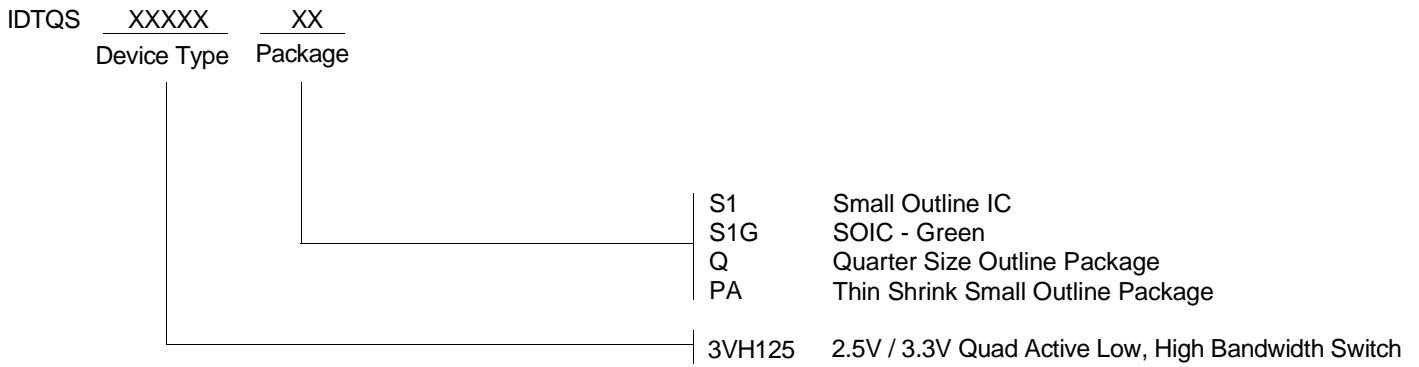 IDTQS XXXXX XX
Device Type Package
S1 Small Outline IC
S1G SOIC - Green
Q Quarter Size Outline Package
PA Thin Shrink Small Outline Package
3VH125 2.5V / 3.3V Quad Active Low, High Bandwidth Switch